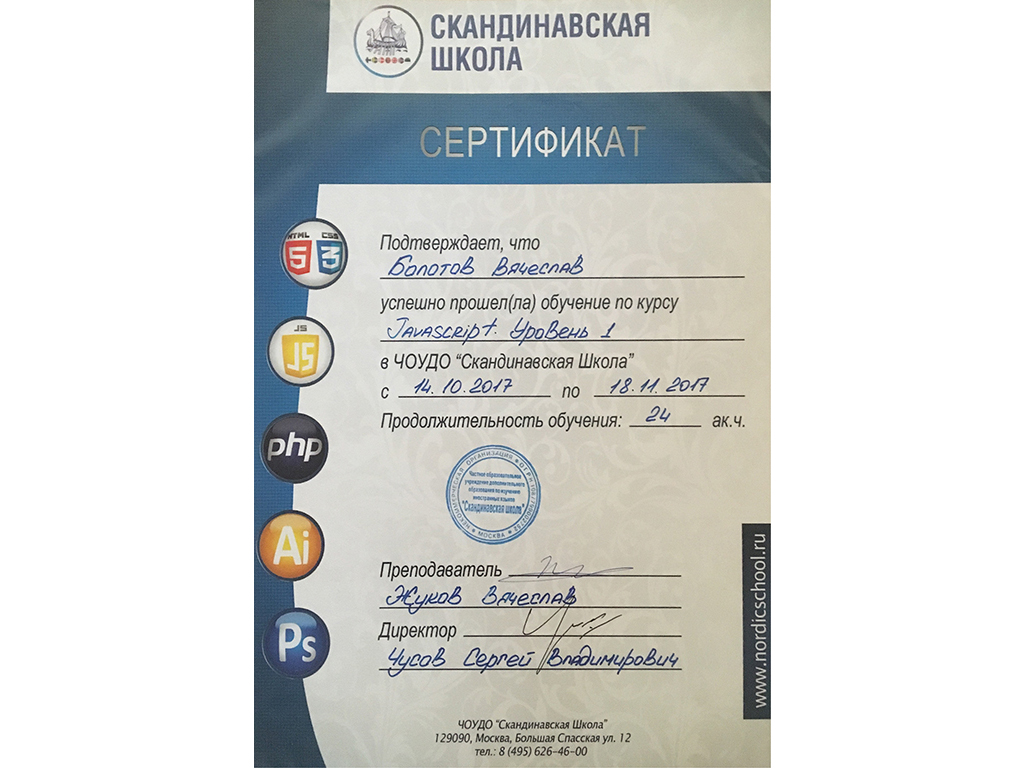 СКАНДИНАВСКАЯ
ШКОЛА
СЕРТИФИКАТ
HTML CSS
5 3
JS
JS
php
Ai
Ps
Подтверждает, что
Болотов Вячеслав
успешно прошел(ла) обучение по курсу
Javascript. Уровень 1
в ЧОУДО "Скандинавская Школа"
с 14.10.2017 по 18.11.2017
Продолжительность обучения: 24 ак.ч.
НЕКОММЕРЧЕСКАЯ ОРГАНИЗАЦИЯ
Частное образовательное
учреждение дополнительного
образования по изучению
иностранных языков
"Скандинавская школа"
МОСКВА
Преподаватель
Жуков Вячеслав
Директор
Чусов Сергей Владимирович
www.nordicschool.ru
ЧОУДО "Скандинавская Школа"
129090, Москва, Большая Спасская ул. 12
тел.: 8 (495) 626-46-00